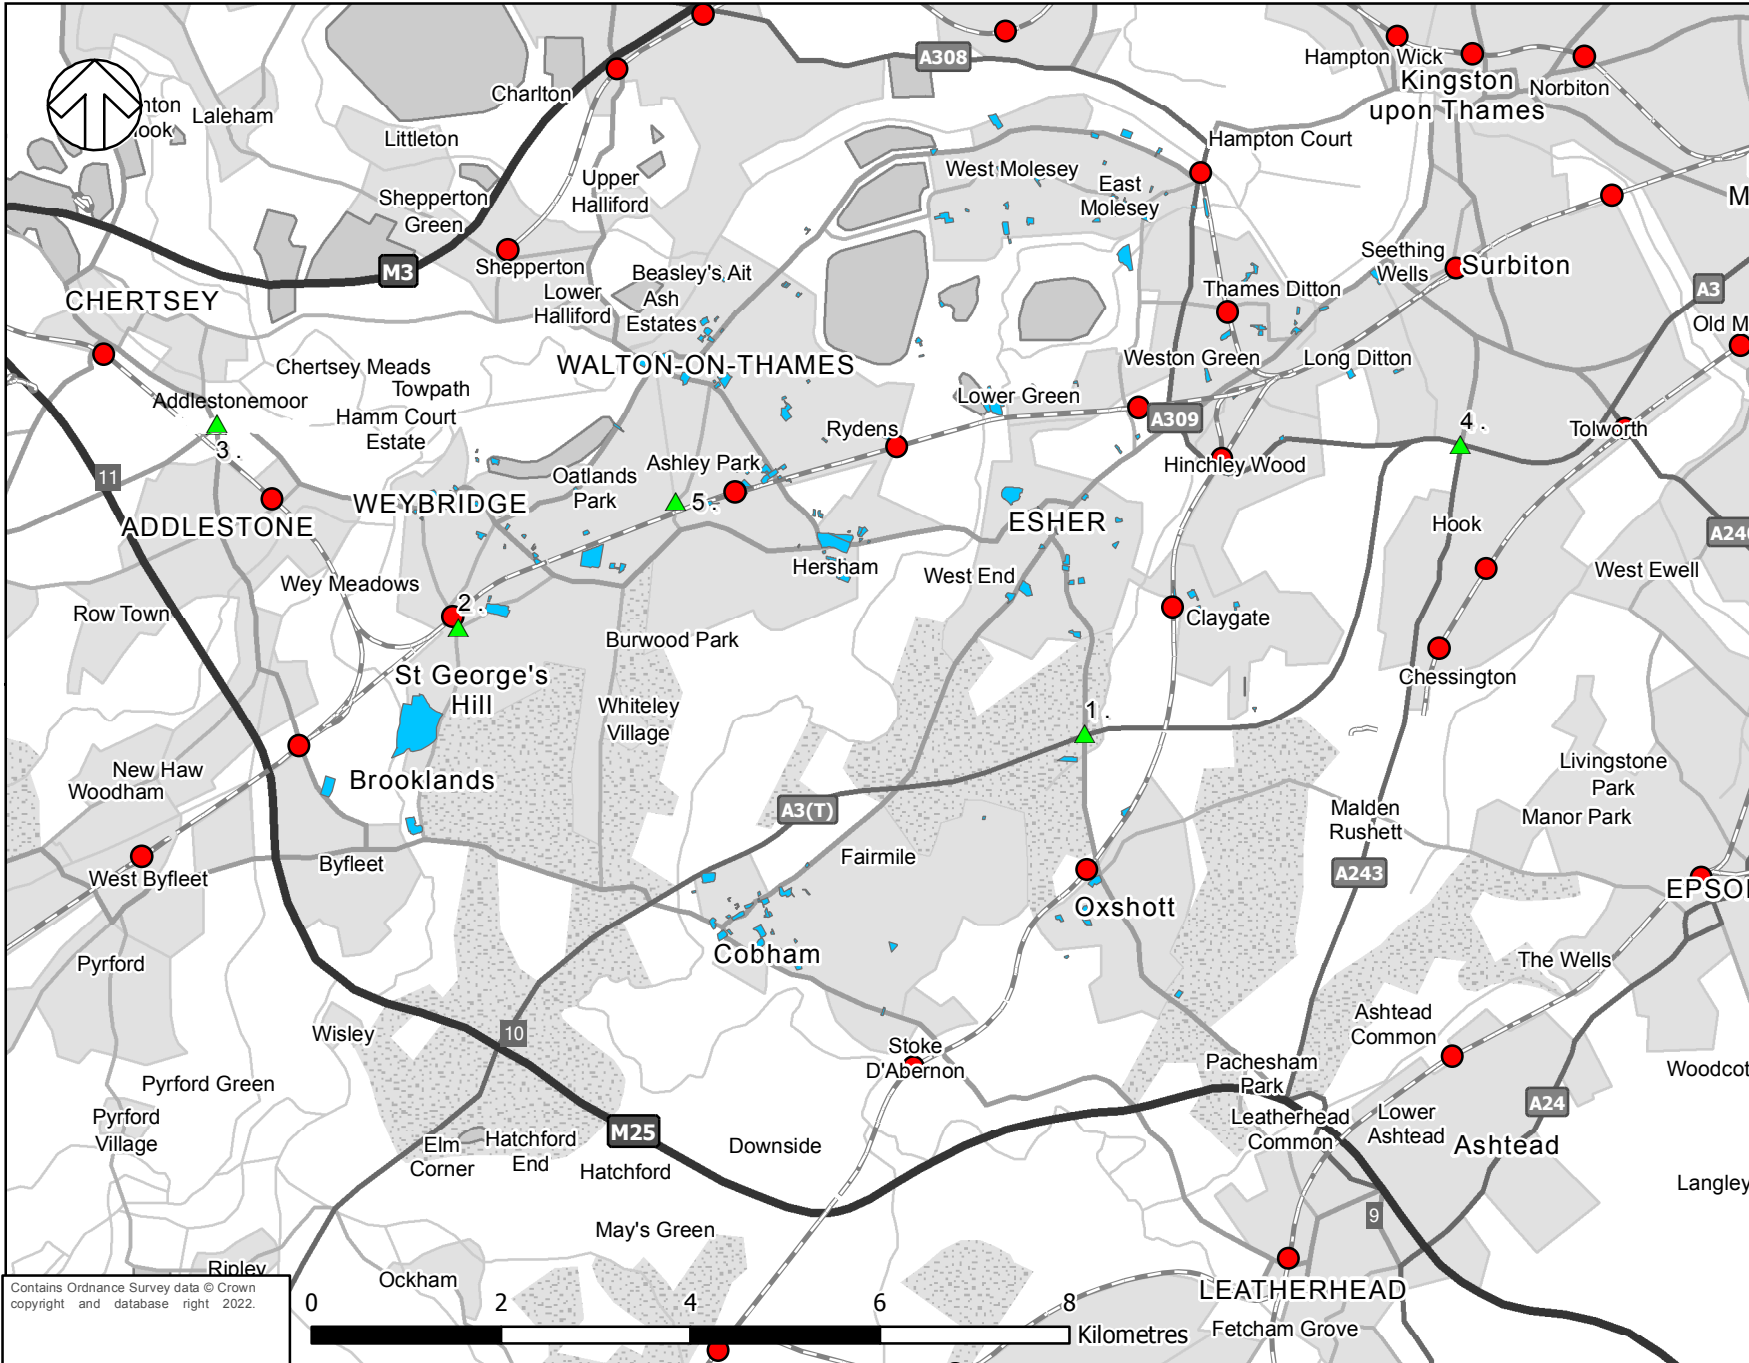 A308
Hampton Wick
Kingston
upon Thames
Norbiton
Charlton
Laleham
Littleton
Hampton Court
West Molesey
East
Molesey
Upper
Halliford
Shepperton
Green
M3
Shepperton
Lower
Halliford
Beasley's Ait
Ash
Estates
Seething
Wells
Surbiton
CHERTSEY
Thames Ditton
A3
Old M
M
WALTON-ON-THAMES
Weston Green
Long Ditton
Chertsey Meads
Towpath
Addlestonemoor
Hamm Court
Estate
Lower Green
A309
Rydens
3 .
4 .
Tolworth
Hinchley Wood
Ashley Park
Oatlands
Park
11
WEYBRIDGE
5 .
ADDLESTONE
ESHER
Hook
A240
Hersham
West End
West Ewell
Wey Meadows
Row Town
2 .
Claygate
Burwood Park
St George's
Hill
Chessington
Whiteley
Village
1 .
New Haw
Woodham
Brooklands
Livingstone
Park
Manor Park
A3(T)
Malden
Rushett
Fairmile
Byfleet
West Byfleet
A243
EPSO
Oxshott
Cobham
Pyrford
The Wells
Wisley
10
Ashtead
Common
Stoke
D'Abernon
Pachesham
Park
Woodcot
Pyrford Green
Pyrford
Village
M25
Leatherhead
Common
Lower
Ashtead
A24
Ashtead
Elm
Corner
Hatchford
End
Hatchford
Downside
Langley
9
May's Green
Ripley
Ockham
LEATHERHEAD
Fetcham Grove
Contains Ordnance Survey data © Crown
copyright and database right 2022.
0 2 4 6 8
Kilometres